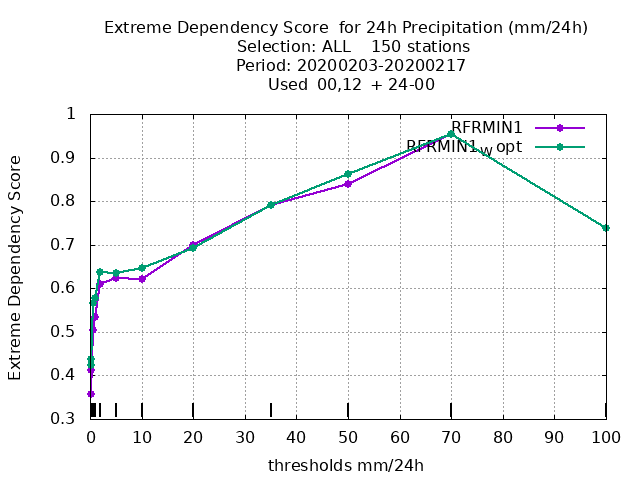 Extreme Dependency Score  for 24h Precipitation (mm/24h)
Selection: ALL    150 stations
Period: 20200203-20200217
Used  00,12  + 24-00
RFRMIN1
RFRMIN1w opt
Extreme Dependency Score
1
0.9
0.8
0.7
0.6
0.5
0.4
0.3
0 10 20 30 40 50 60 70 80 90 100
thresholds mm/24h